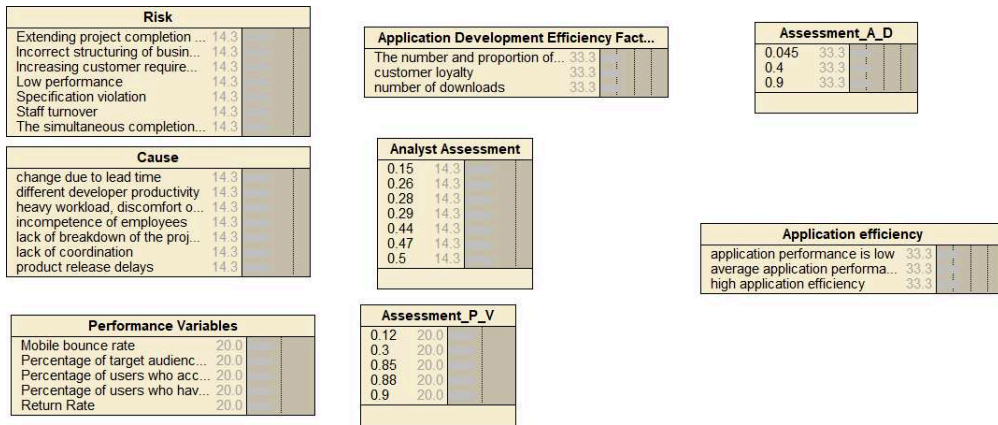 Risk
Extending project completion ... 14.3
Incorrect structuring of busin... 14.3
Increasing customer require... 14.3
Low performance 14.3
Specification violation 14.3
Staff turnover 14.3
The simultaneous completion... 14.3
Cause
change due to lead time 14.3
different developer productivity 14.3
heavy workload, discomfort o... 14.3
incompetence of employees 14.3
lack of breakdown of the proj... 14.3
lack of coordination 14.3
product release delays 14.3
Performance Variables
Mobile bounce rate 20.0
Percentage of target audienc... 20.0
Percentage of users who acc... 20.0
Percentage of users who hav... 20.0
Return Rate 20.0
Application Development Efficiency Fact...
The number and proportion of... 33.3
customer loyalty 33.3
number of downloads 33.3
Analyst Assessment
0.15 14.3
0.26 14.3
0.28 14.3
0.29 14.3
0.44 14.3
0.47 14.3
0.5 14.3
Assessment_P_V
0.12 20.0
0.3 20.0
0.85 20.0
0.88 20.0
0.9 20.0
Assessment_A_D
0.045 33.3
0.4 33.3
0.9 33.3
Application efficiency
application performance is low 33.3
average application performa... 33.3
high application efficiency 33.3